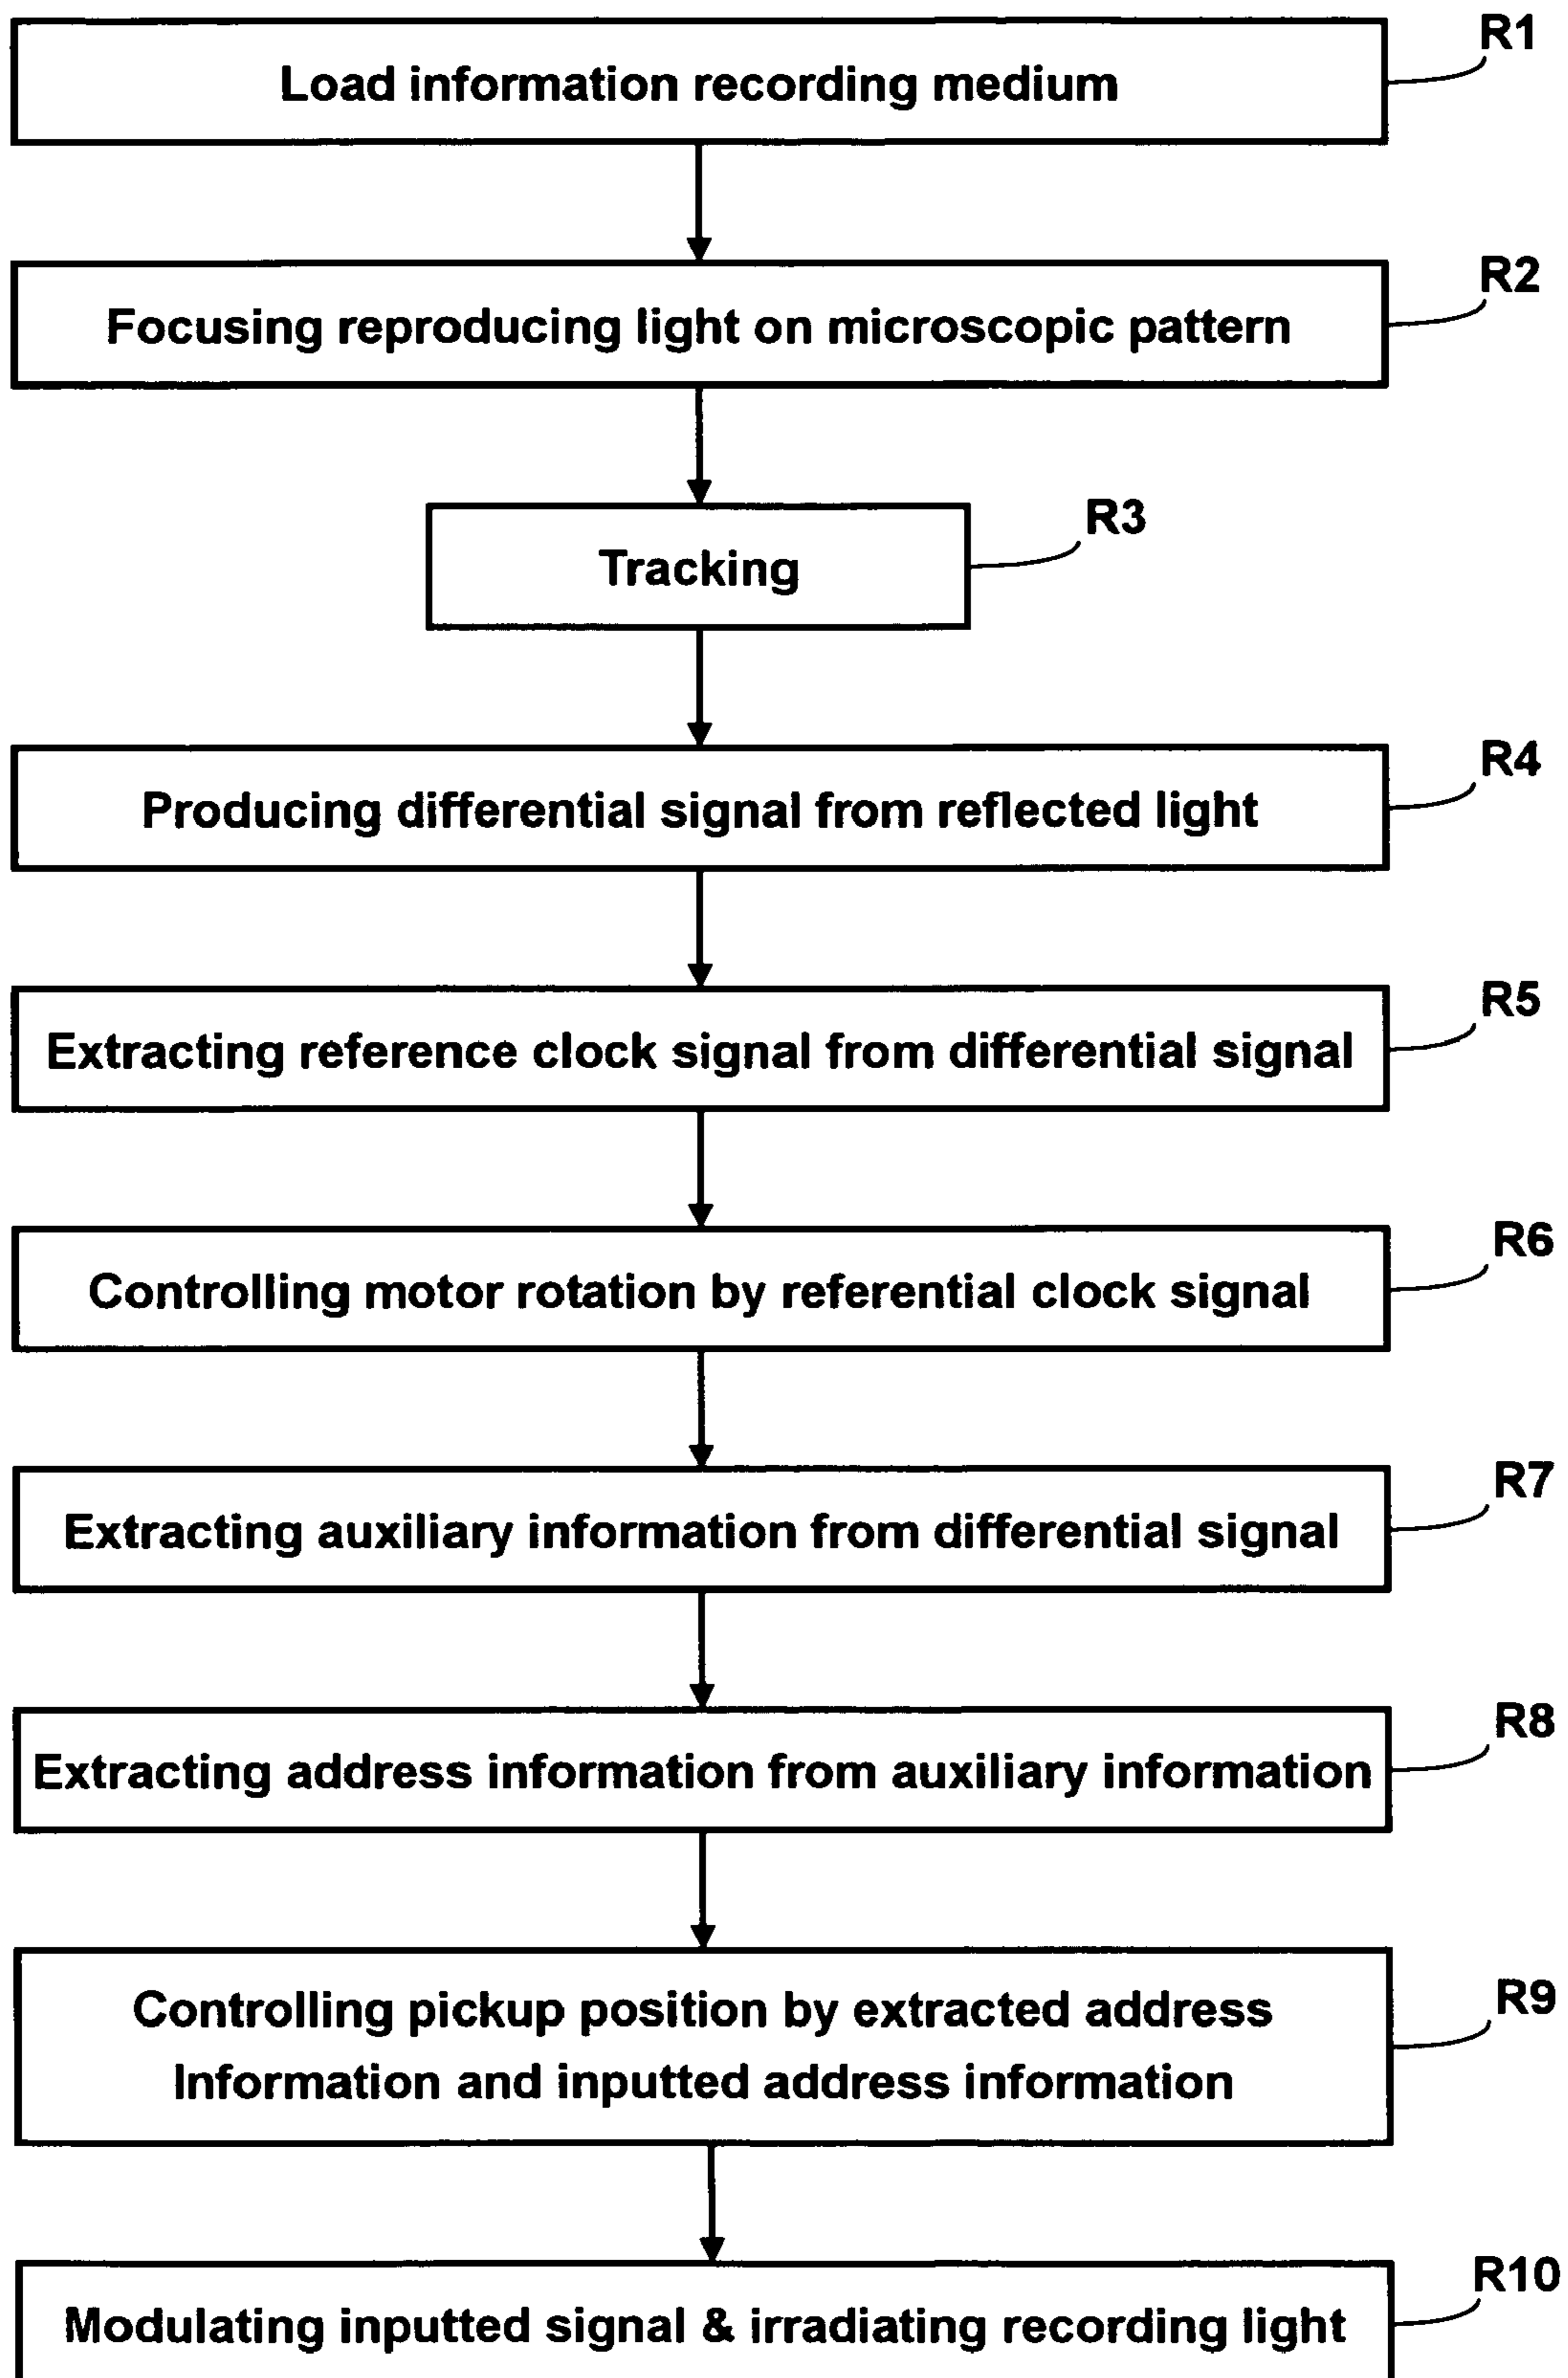 R1
Load information recording medium
R2
Focusing reproducing light on microscopic pattern
R3
Tracking
R4
Producing differential signal from reflected light
R5
Extracting reference clock signal from differential signal
R6
Controlling motor rotation by referential clock signal
R7
Extracting auxiliary information from differential signal
R8
Extracting address information from auxiliary information
R9
Controlling pickup position by extracted address
Information and inputted address information
R10
Modulating inputted signal & irradiating recording light